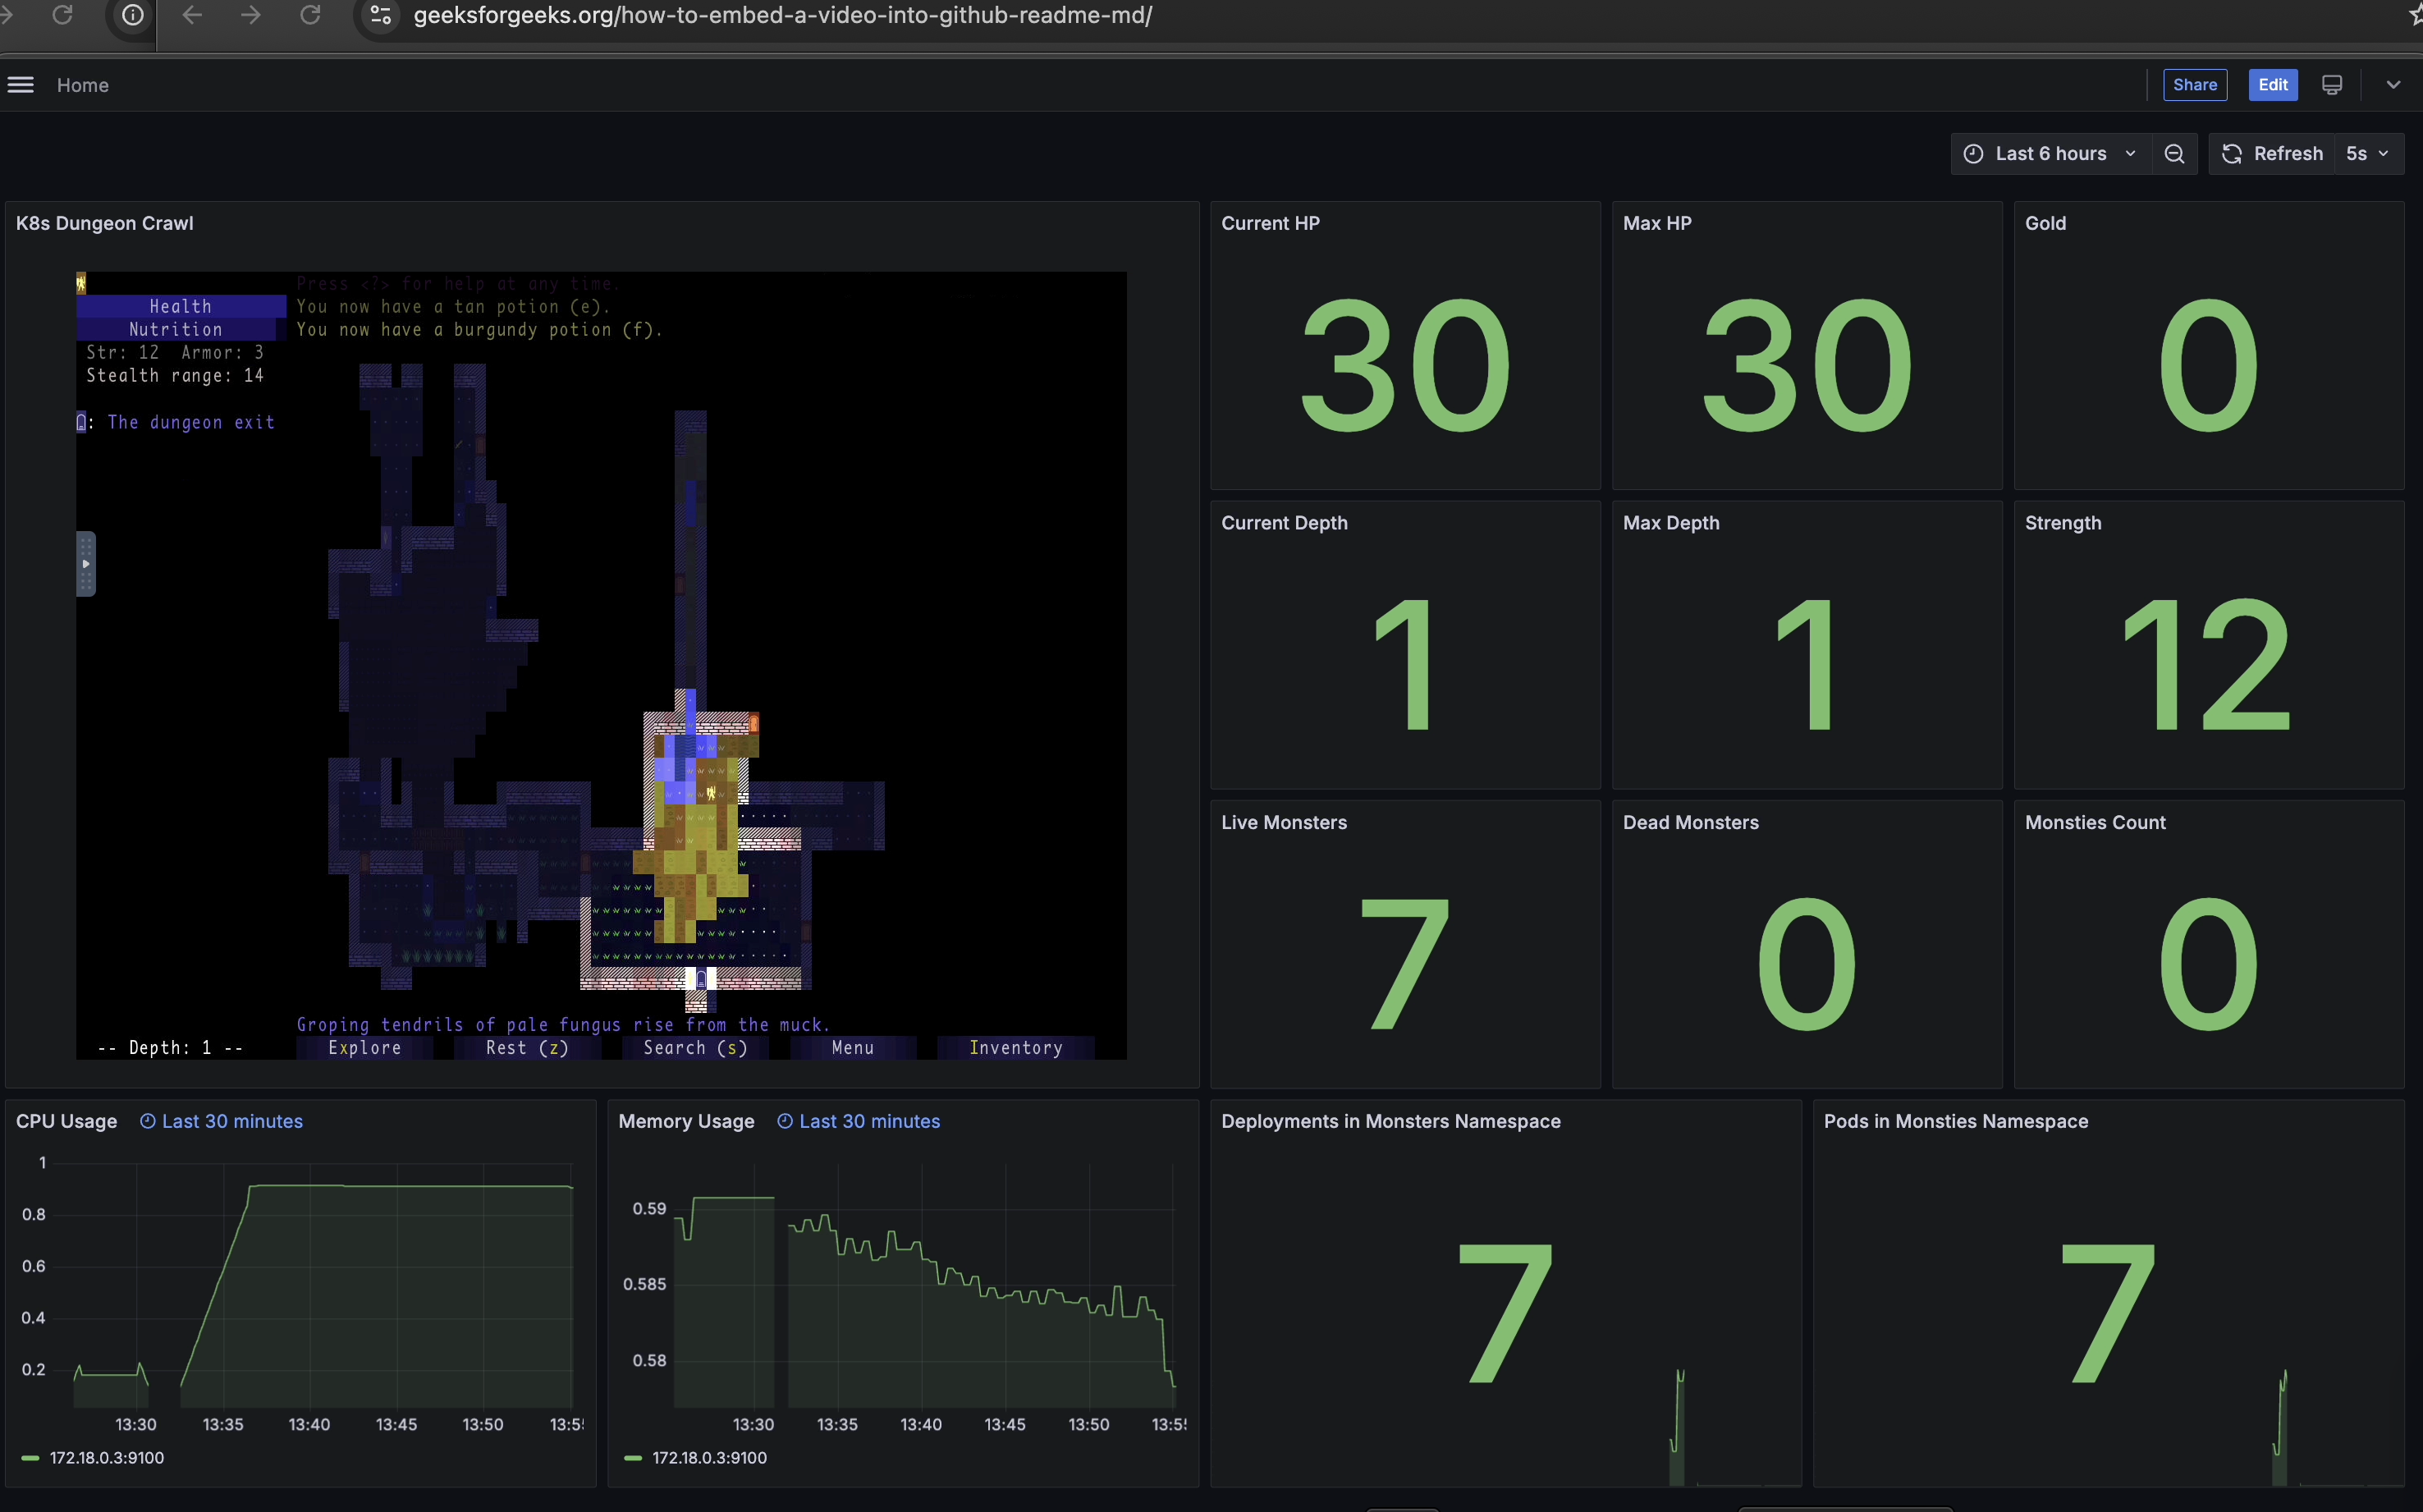 geeksforgeeks.org/how-to-embed-a-video-into-github-readme-md/
Home
Share
Edit
Last 6 hours
Refresh
5s
K8s Dungeon Crawl
Press <?> for help at any time.
Health
You now have a tan potion (e).
Nutrition
You now have a burgundy potion (f).
Str: 12 Armor: 3
Stealth range: 14
: The dungeon exit
Groping tendrils of pale fungus rise from the muck.
-- Depth: 1 --
Explore
Rest (z)
Search (s)
Menu
Inventory
Current HP
30
Max HP
30
Gold
0
Current Depth
1
Max Depth
1
Strength
12
Live Monsters
7
Dead Monsters
0
Monsties Count
0
CPU Usage
Last 30 minutes
1
0.8
0.6
0.4
0.2
13:30
13:35
13:40
13:45
13:50
172.18.0.3:9100
Memory Usage
Last 30 minutes
0.59
0.585
0.58
13:30
13:35
13:40
13:45
13:50
172.18.0.3:9100
Deployments in Monsters Namespace
7
Pods in Monsties Namespace
7